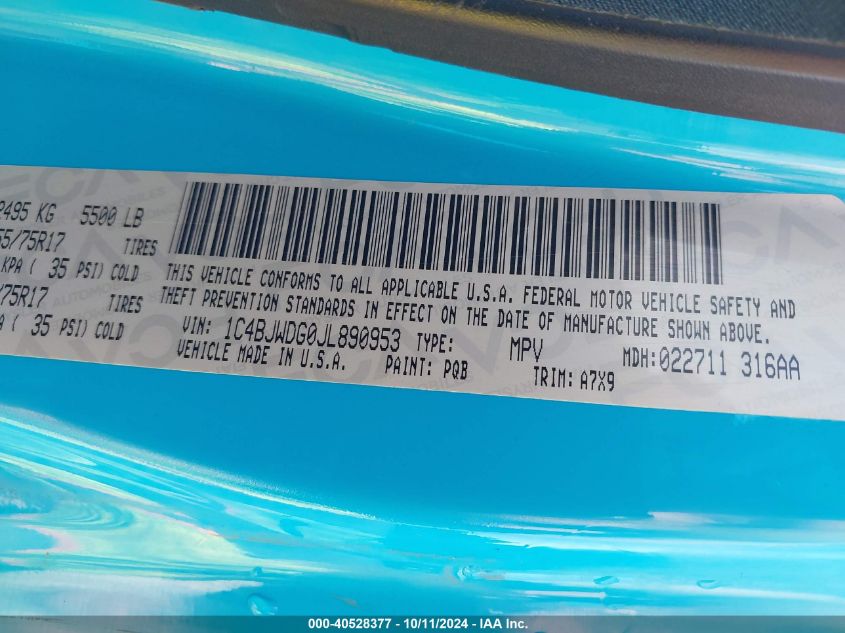 2495 KG 5500 LB
55/75R17 TIRES
KPA ( 35 PSI) COLD
/75R17 TIRES
A ( 35 PSI) COLD
THIS VEHICLE CONFORMS TO ALL APPLICABLE U.S.A. FEDERAL MOTOR VEHICLE SAFETY AND
THEFT PREVENTION STANDARDS IN EFFECT ON THE DATE OF MANUFACTURE SHOWN ABOVE.
VIN: 1C4BJWDG0JL890953 TYPE: MPV MDH:022711 316AA
VEHICLE MADE IN U.S.A. PAINT: PQB TRIM: A7X9
000-40528377 - 10/11/2024 - IAA Inc.